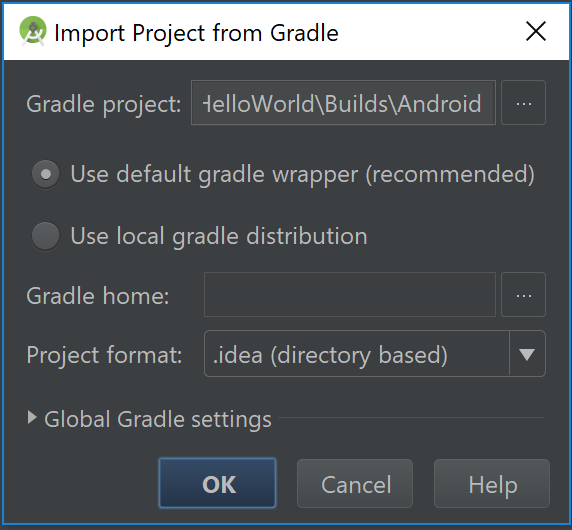 Import Project from Gradle
Gradle project: HelloWorld\Builds\Android ...
Use default gradle wrapper (recommended)
Use local gradle distribution
Gradle home: ...
Project format: .idea (directory based)
Global Gradle settings
OK Cancel Help